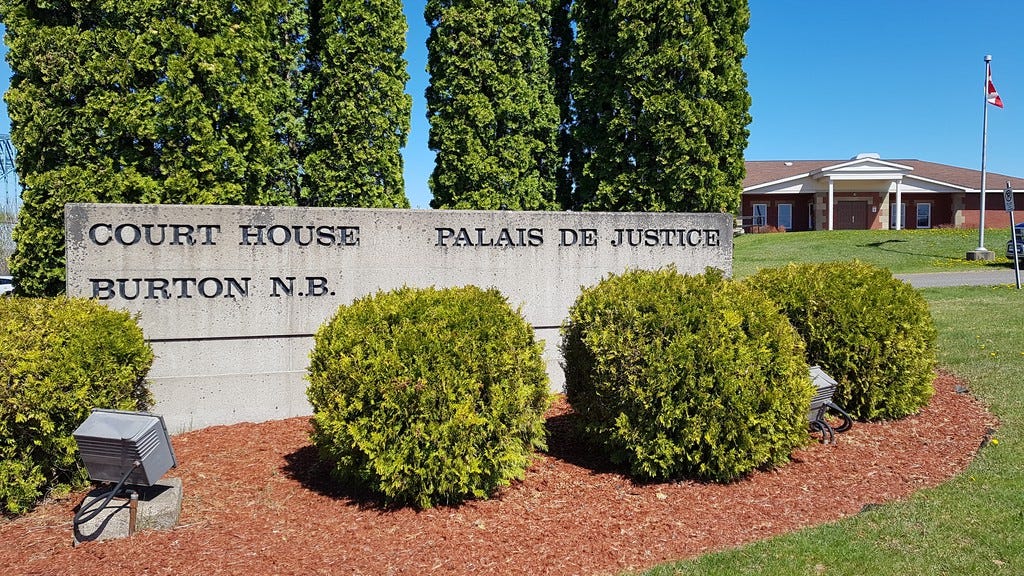 COURT HOUSE PALAIS DE JUSTICE
BURTON N.B.